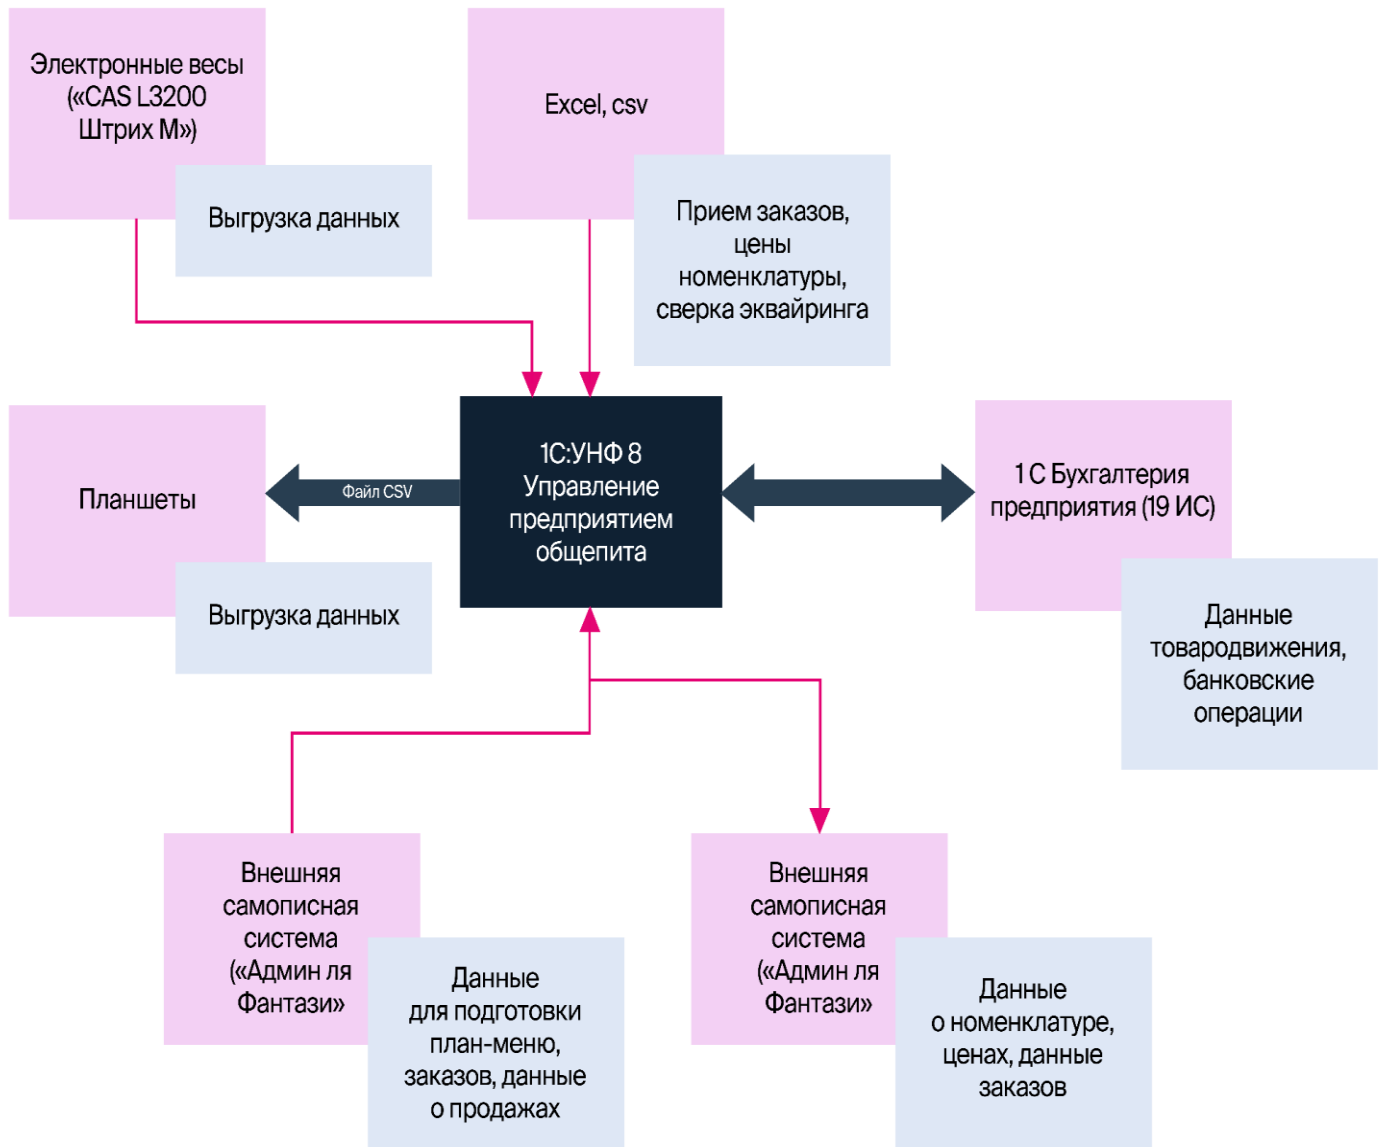 Электронные весы
(«CAS L3200
Штрих М»)
Выгрузка данных
Excel, csv
Прием заказов,
цены
номенклатуры,
сверка эквайринга
Планшеты
Выгрузка данных
Файл CSV
1С:УНФ 8
Управление
предприятием
общепита
1 С Бухгалтерия
предприятия (19 ИС)
Данные
товародвижения,
банковские
операции
Внешняя
самописная
система
(«Админ ля
Фантази»
Данные
для подготовки
план-меню,
заказов, данные
о продажах
Внешняя
самописная
система
(«Админ ля
Фантази»
Данные
о номенклатуре,
ценах, данные
заказов